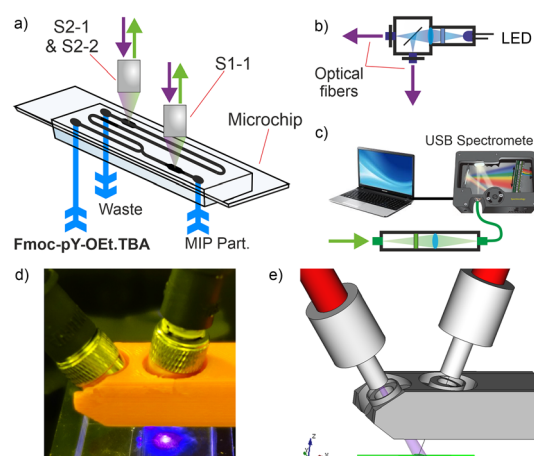 a)
S2-1
& S2-2
S1-1
Microchip
Waste
Fmoc-pY-OEt.TBA
MIP Part.
b)
LED
Optical
fibers
c)
USB Spectromete
d)
e)
z